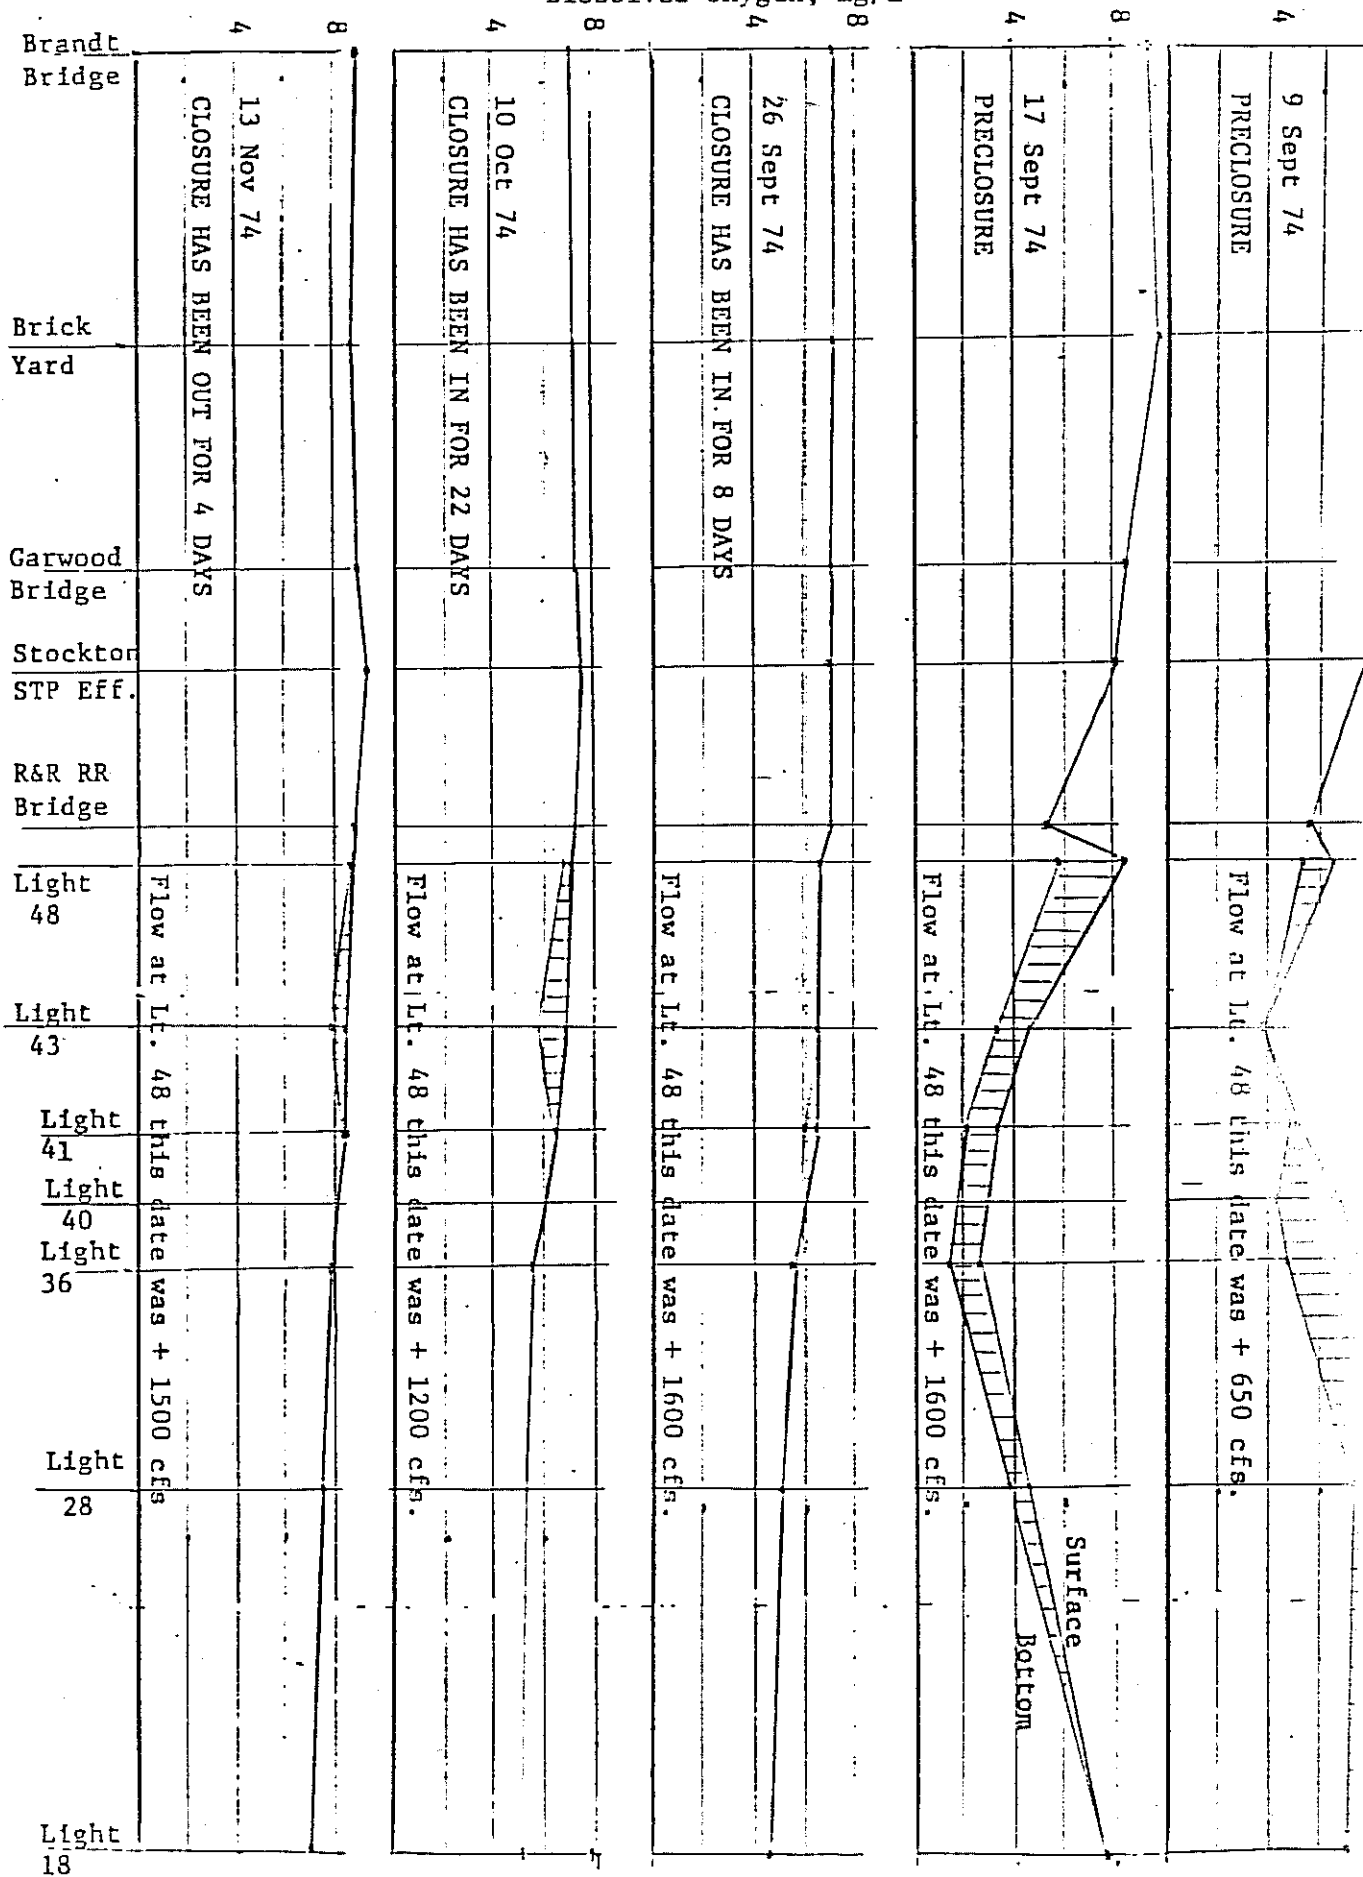 4
8
4
8
4
8
4
8
4
Brandt
Bridge
Brick
Yard
Garwood
Bridge
Stockton
STP Eff.
R&R RR
Bridge
Light
48
Light
43
Light
41
Light
40
Light
36
Light
28
Light
18
13 Nov 74
CLOSURE HAS BEEN OUT FOR 4 DAYS
Flow at Lt. 48 this date was + 1500 cfs
10 Oct 74
CLOSURE HAS BEEN IN FOR 22 DAYS
Flow at Lt. 48 this date was + 1200 cfs.
26 Sept 74
CLOSURE HAS BEEN IN FOR 8 DAYS
Flow at Lt. 48 this date was + 1600 cfs.
17 Sept 74
PRECLOSURE
Flow at Lt. 48 this date was + 1600 cfs.
Surface
Bottom
9 Sept 74
PRECLOSURE
Flow at Lt. 48 this date was + 650 cfs.